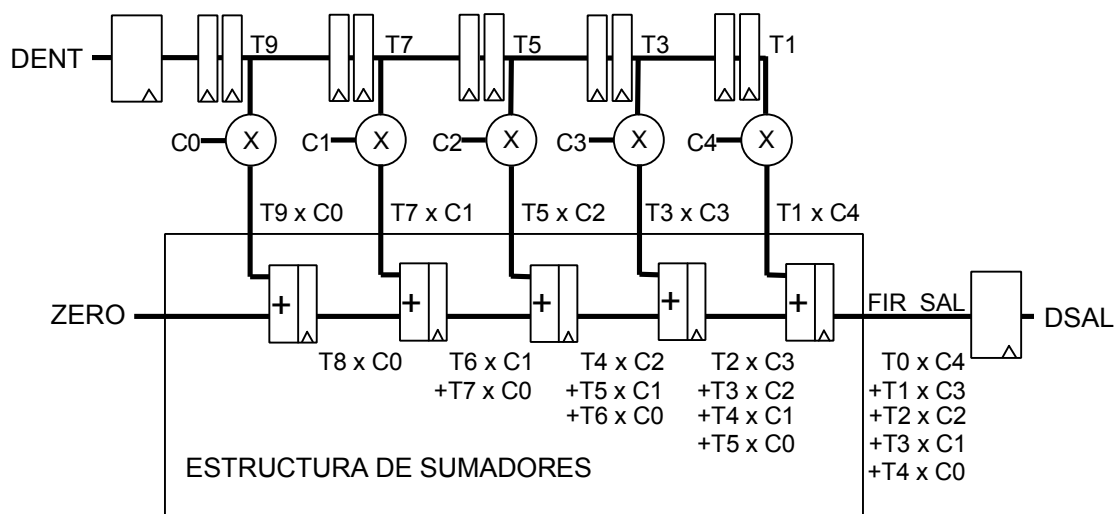 DENT
T9
T7
T5
T3
T1
C0
X
C1
X
C2
X
C3
X
C4
X
T9 x C0
T7 x C1
T5 x C2
T3 x C3
T1 x C4
ZERO
+
+
+
+
+
FIR_SAL
DSAL
T8 x C0
T6 x C1
+T7 x C0
T4 x C2
+T5 x C1
+T6 x C0
T2 x C3
+T3 x C2
+T4 x C1
+T5 x C0
T0 x C4
+T1 x C3
+T2 x C2
+T3 x C1
+T4 x C0
ESTRUCTURA DE SUMADORES